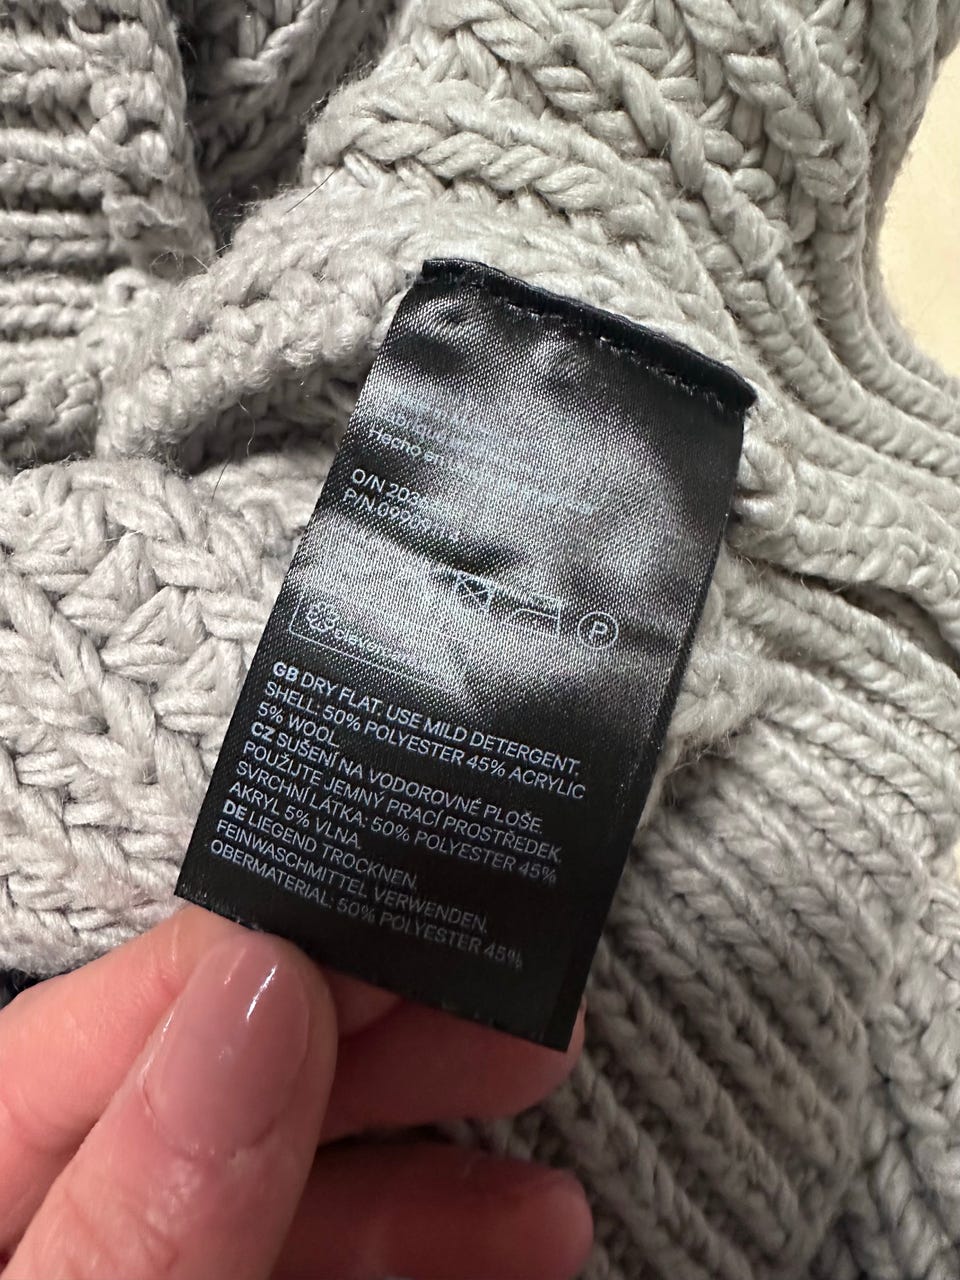 Hecho en
O/N 203
P/N 09909
P
GB DRY FLAT. USE MILD DETERGENT.
SHELL: 50% POLYESTER 45% ACRYLIC
5% WOOL.
CZ SUŠENÍ NA VODOROVNÉ PLOŠE.
POUŽIJTE JEMNÝ PRACÍ PROSTŘEDEK.
SVRCHNÍ LÁTKA: 50% POLYESTER 45%
AKRYL 5% VLNA.
DE LIEGEND TROCKNEN.
FEINWASCHMITTEL VERWENDEN.
OBERMATERIAL: 50% POLYESTER 45%